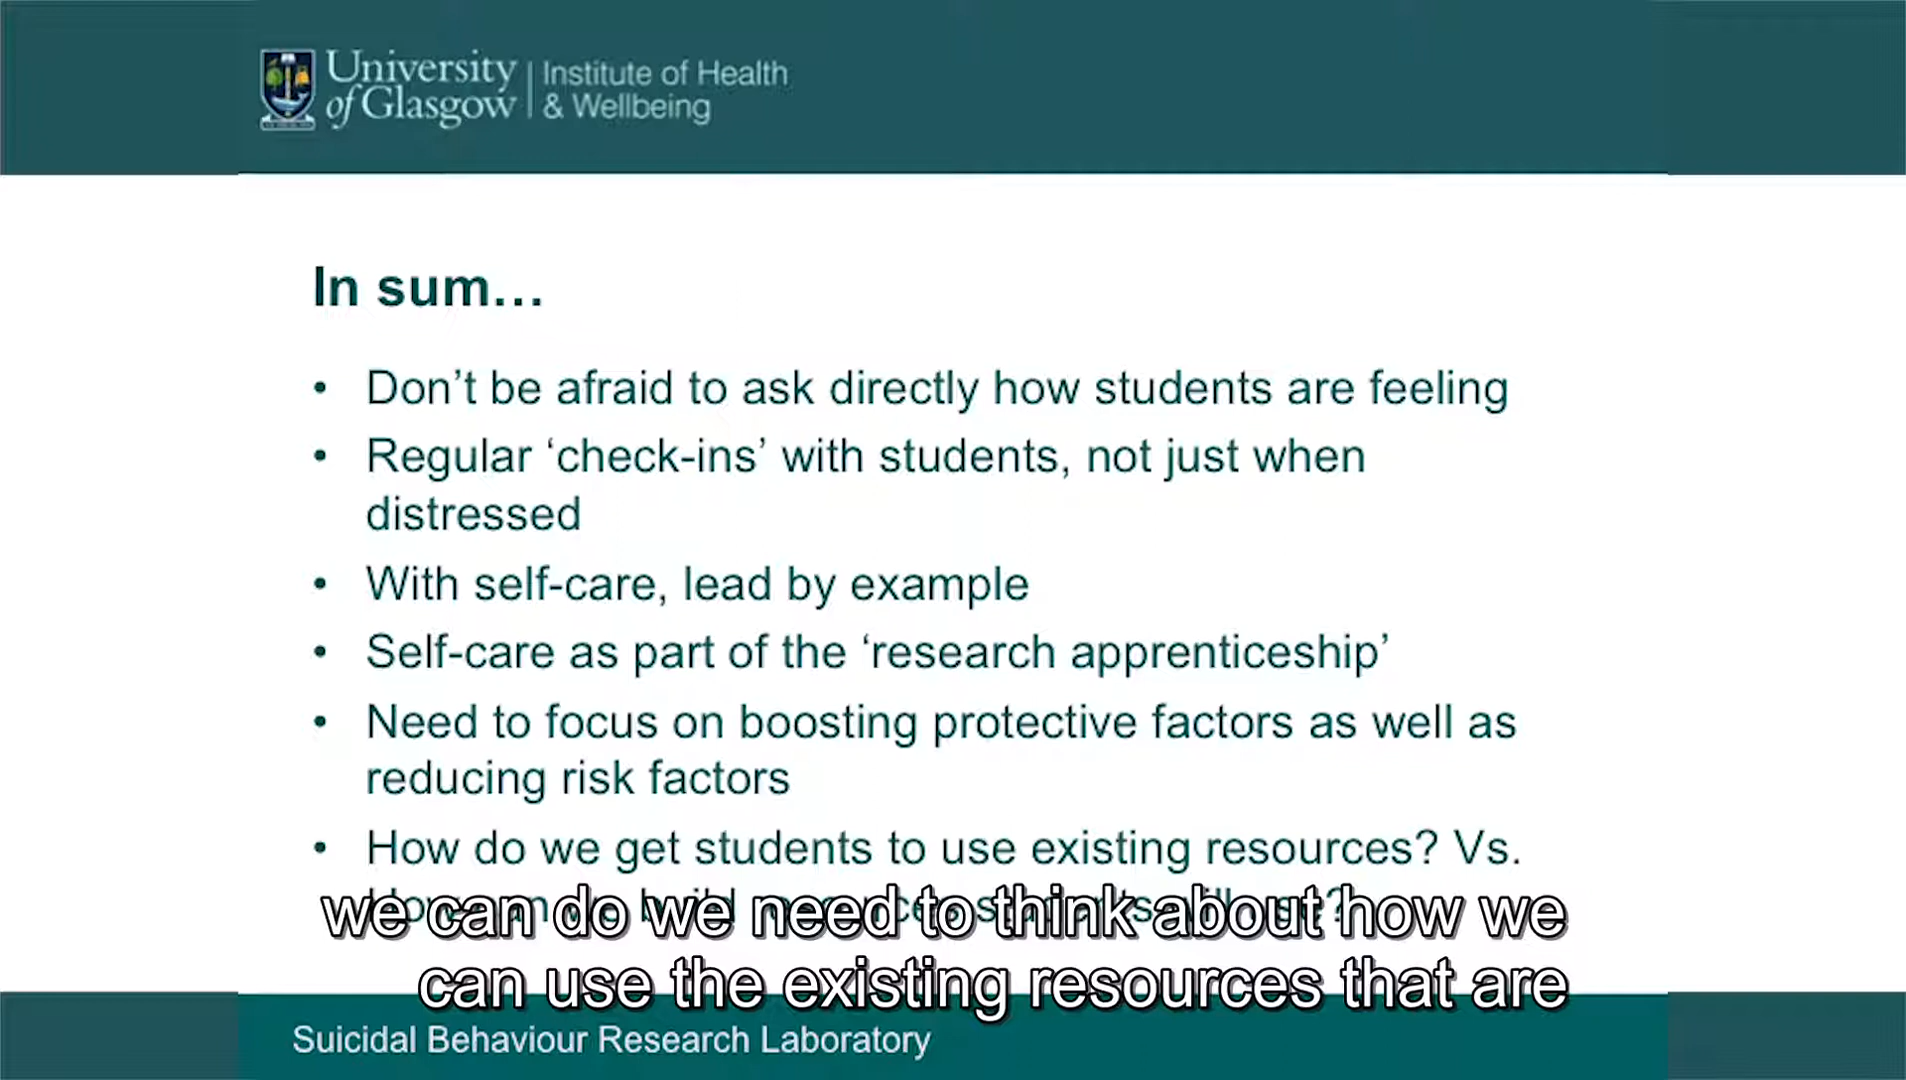 University
of Glasgow
Institute of Health
& Wellbeing
In sum…
• Don’t be afraid to ask directly how students are feeling
• Regular ‘check-ins’ with students, not just when
distressed
• With self-care, lead by example
• Self-care as part of the ‘research apprenticeship’
• Need to focus on boosting protective factors as well as
reducing risk factors
• How do we get students to use existing resources? Vs.
we can do we need to think about how we
can use the existing resources that are
Suicidal Behaviour Research Laboratory